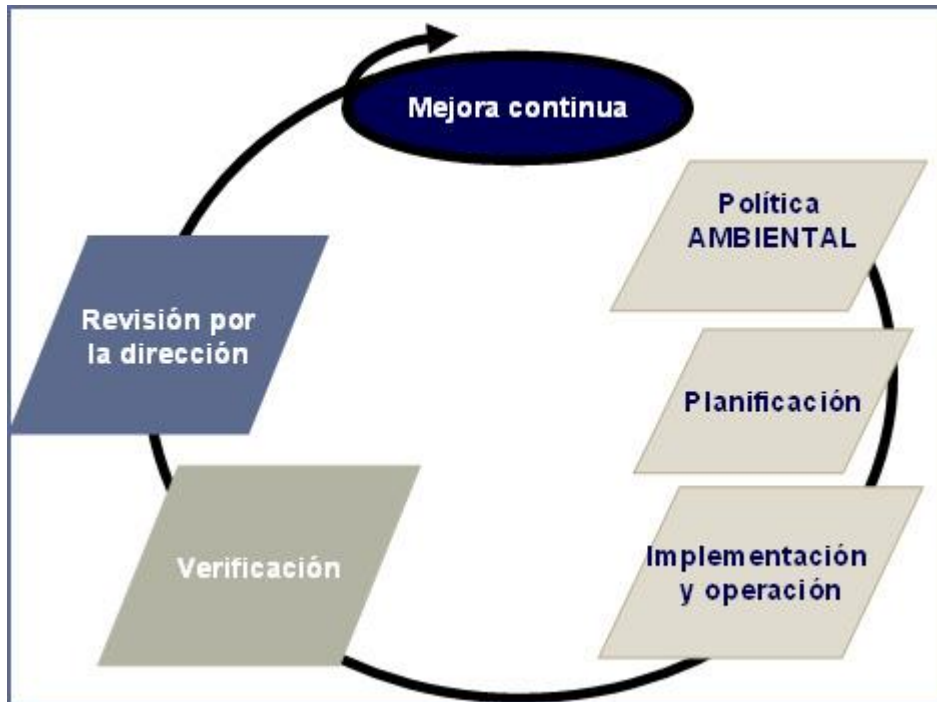 Mejora continua
Política
AMBIENTAL
Planificación
Implementación
y operación
Verificación
Revisión por
la dirección